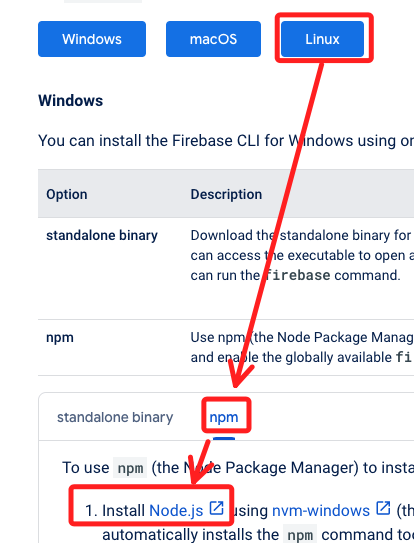 Windows
macOS
Linux
Windows
You can install the Firebase CLI for Windows using
Option
Description
standalone binary
Download the standalone binary for
can access the executable to open a
can run the firebase command.
npm
Use npm (the Node Package Manag
and enable the globally available fi
standalone binary
npm
To use npm (the Node Package Manager) to insta
1. Install Node.js using nvm-windows (th
automatically installs the npm command to